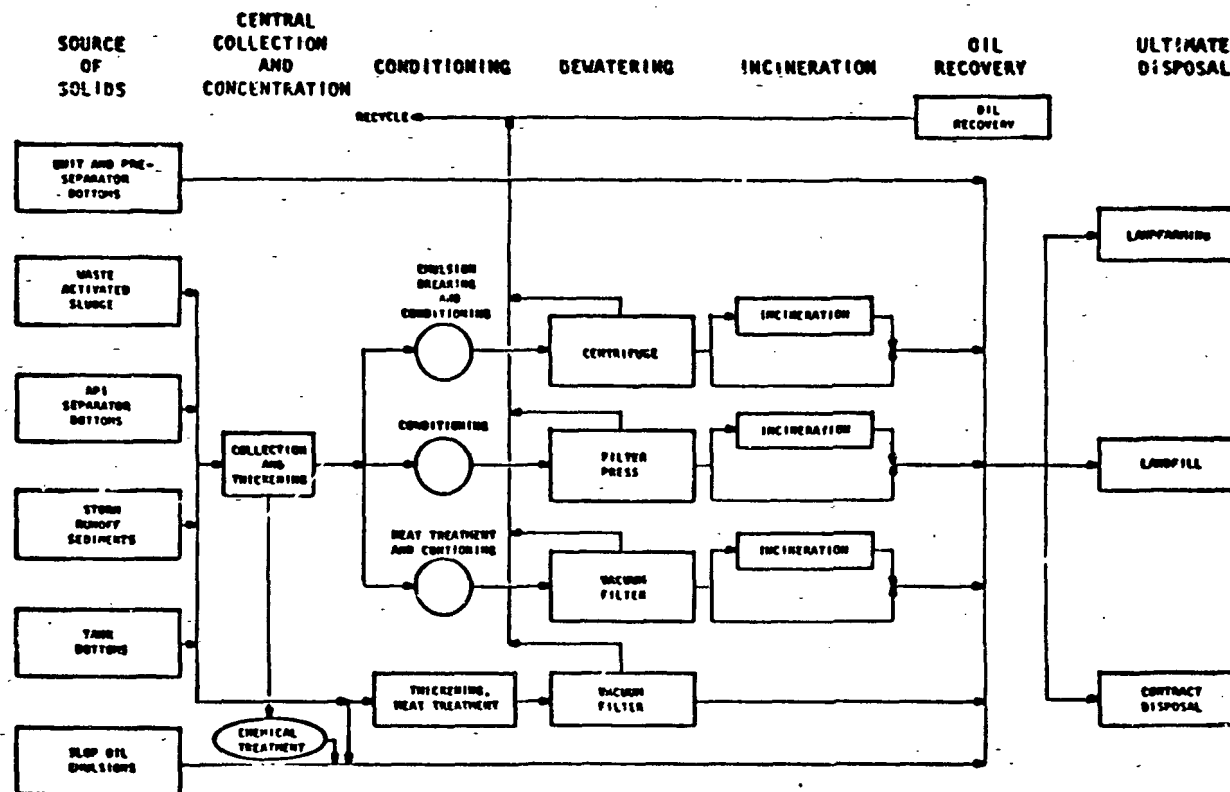 SOURCE
OF
SOLIDS
CENTRAL
COLLECTION
AND
CONCENTRATION
CONDITIONING
DEWATERING
INCINERATION
OIL
RECOVERY
ULTIMATE
DISPOSAL
RECYCLE
OIL
RECOVERY
UNIT AND PRE-
SEPARATOR
BOTTOMS
LANDFARMING
WASTE
ACTIVATED
SLUDGE
EMULSION
BREAKING
AND
CONDITIONING
CENTRIFUGE
INCINERATION
API
SEPARATOR
BOTTOMS
COLLECTION
AND
THICKENING
CONDITIONING
FILTER
PRESS
INCINERATION
LANDFILL
STORM
RUNOFF
SEDIMENTS
HEAT TREATMENT
AND CONTIONING
VACUUM
FILTER
INCINERATION
TANK
BOTTOMS
THICKENING,
HEAT TREATMENT
VACUUM
FILTER
CONTRACT
DISPOSAL
CHEMICAL
TREATMENT
SLOP OIL
EMULSIONS